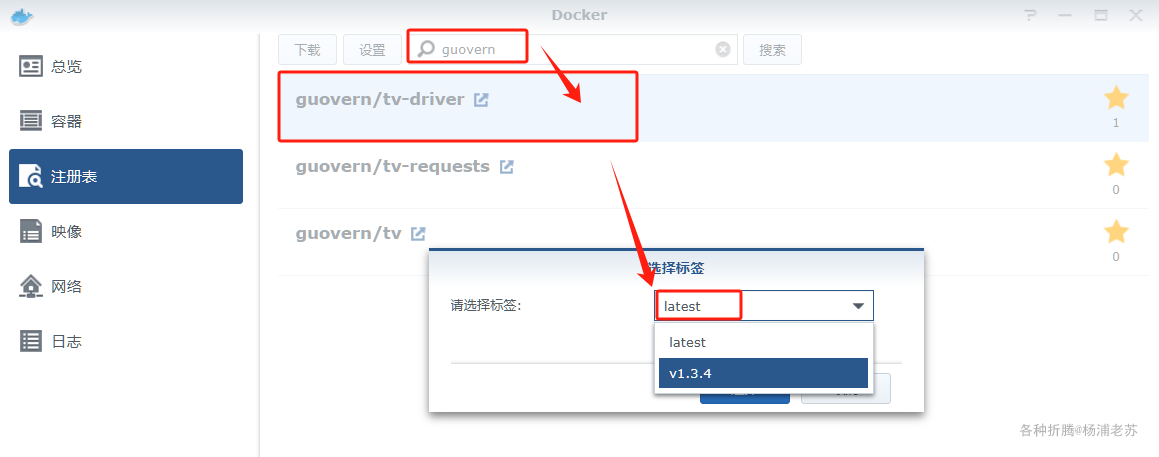 Docker
总览
容器
注册表
映像
网络
日志
下载 设置 guovern 搜索
guovern/tv-driver
1
guovern/tv-requests
0
guovern/tv
0
选择标签
请选择标签: latest
latest
v1.3.4
各种折腾@杨浦老苏